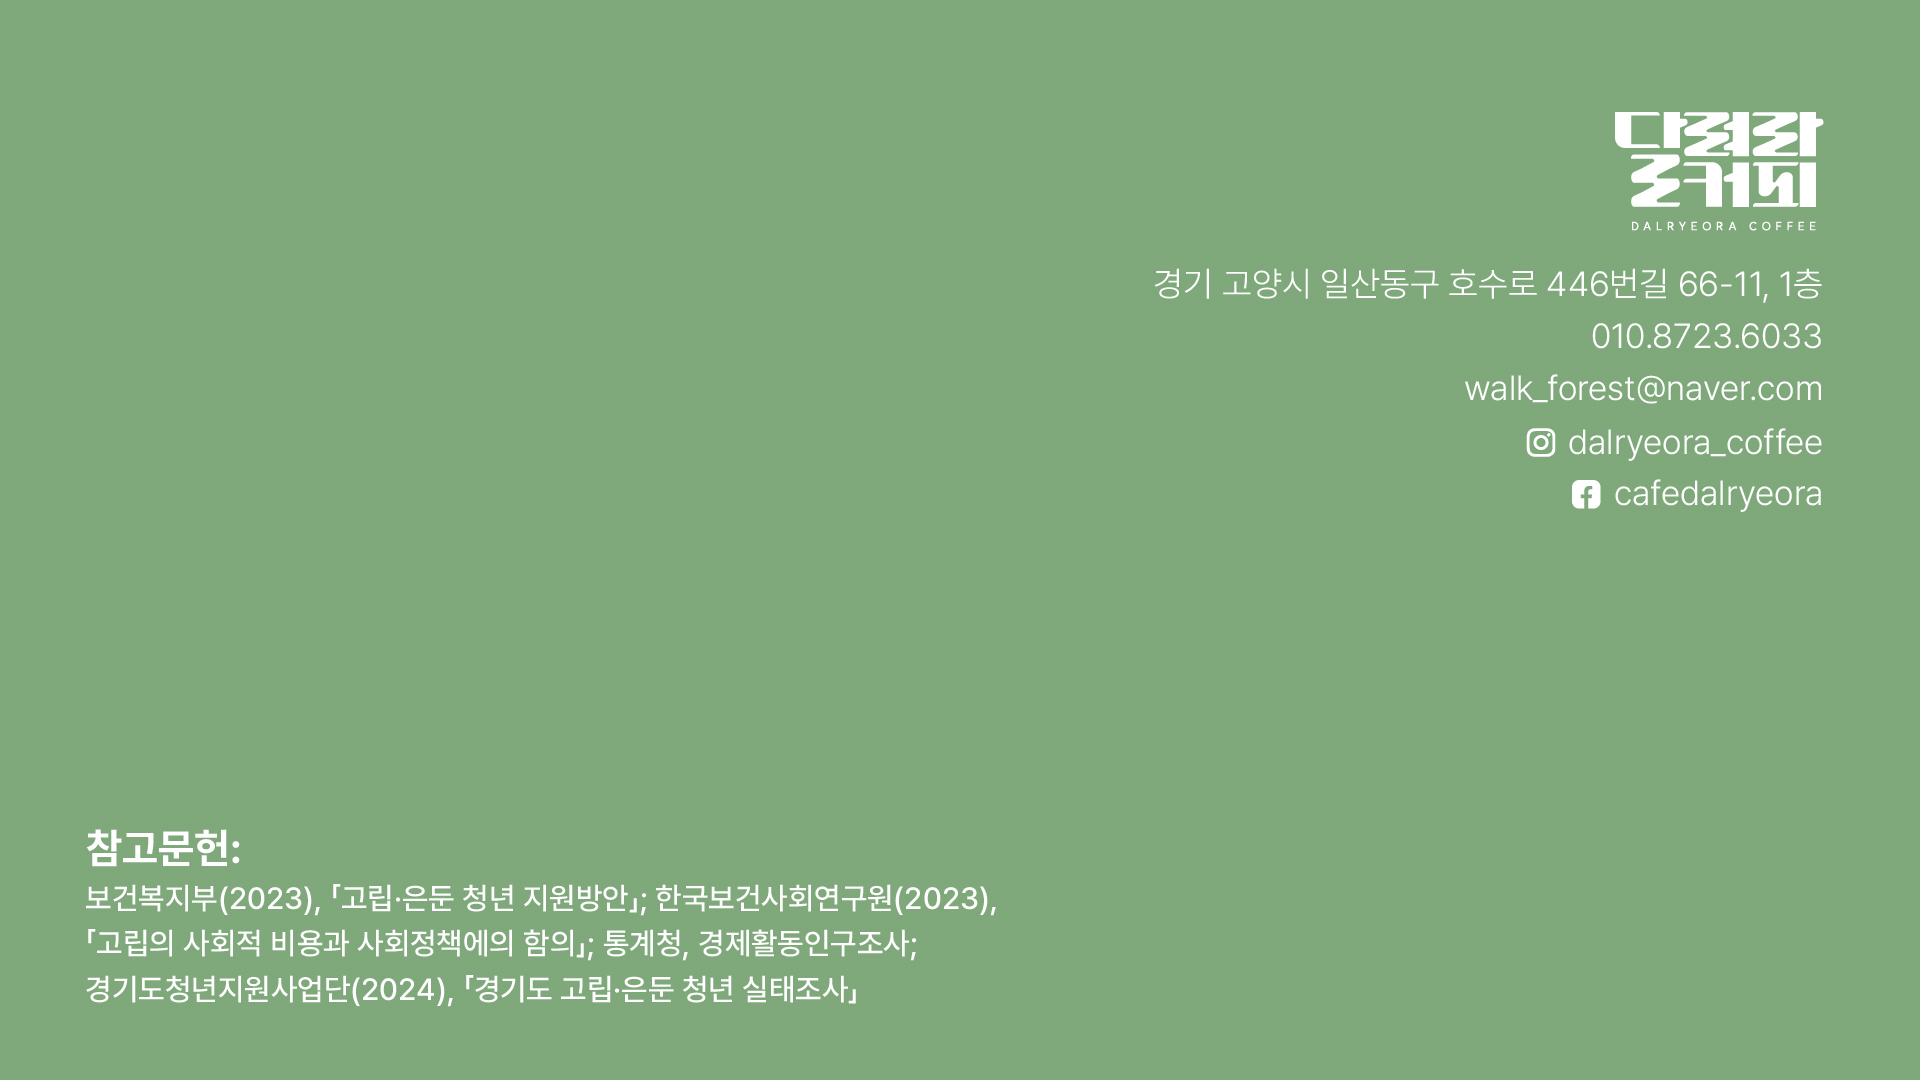 달려라
커피
DALRYEORA COFFEE
경기 고양시 일산동구 호수로 446번길 66-11, 1층
010.8723.6033
walk_forest@naver.com
dalryeora_coffee
cafedalryeora
참고문헌:
보건복지부(2023), ｢고립·은둔 청년 지원방안｣; 한국보건사회연구원(2023),
｢고립의 사회적 비용과 사회정책에의 함의｣; 통계청, 경제활동인구조사;
경기도청년지원사업단(2024), ｢경기도 고립·은둔 청년 실태조사｣